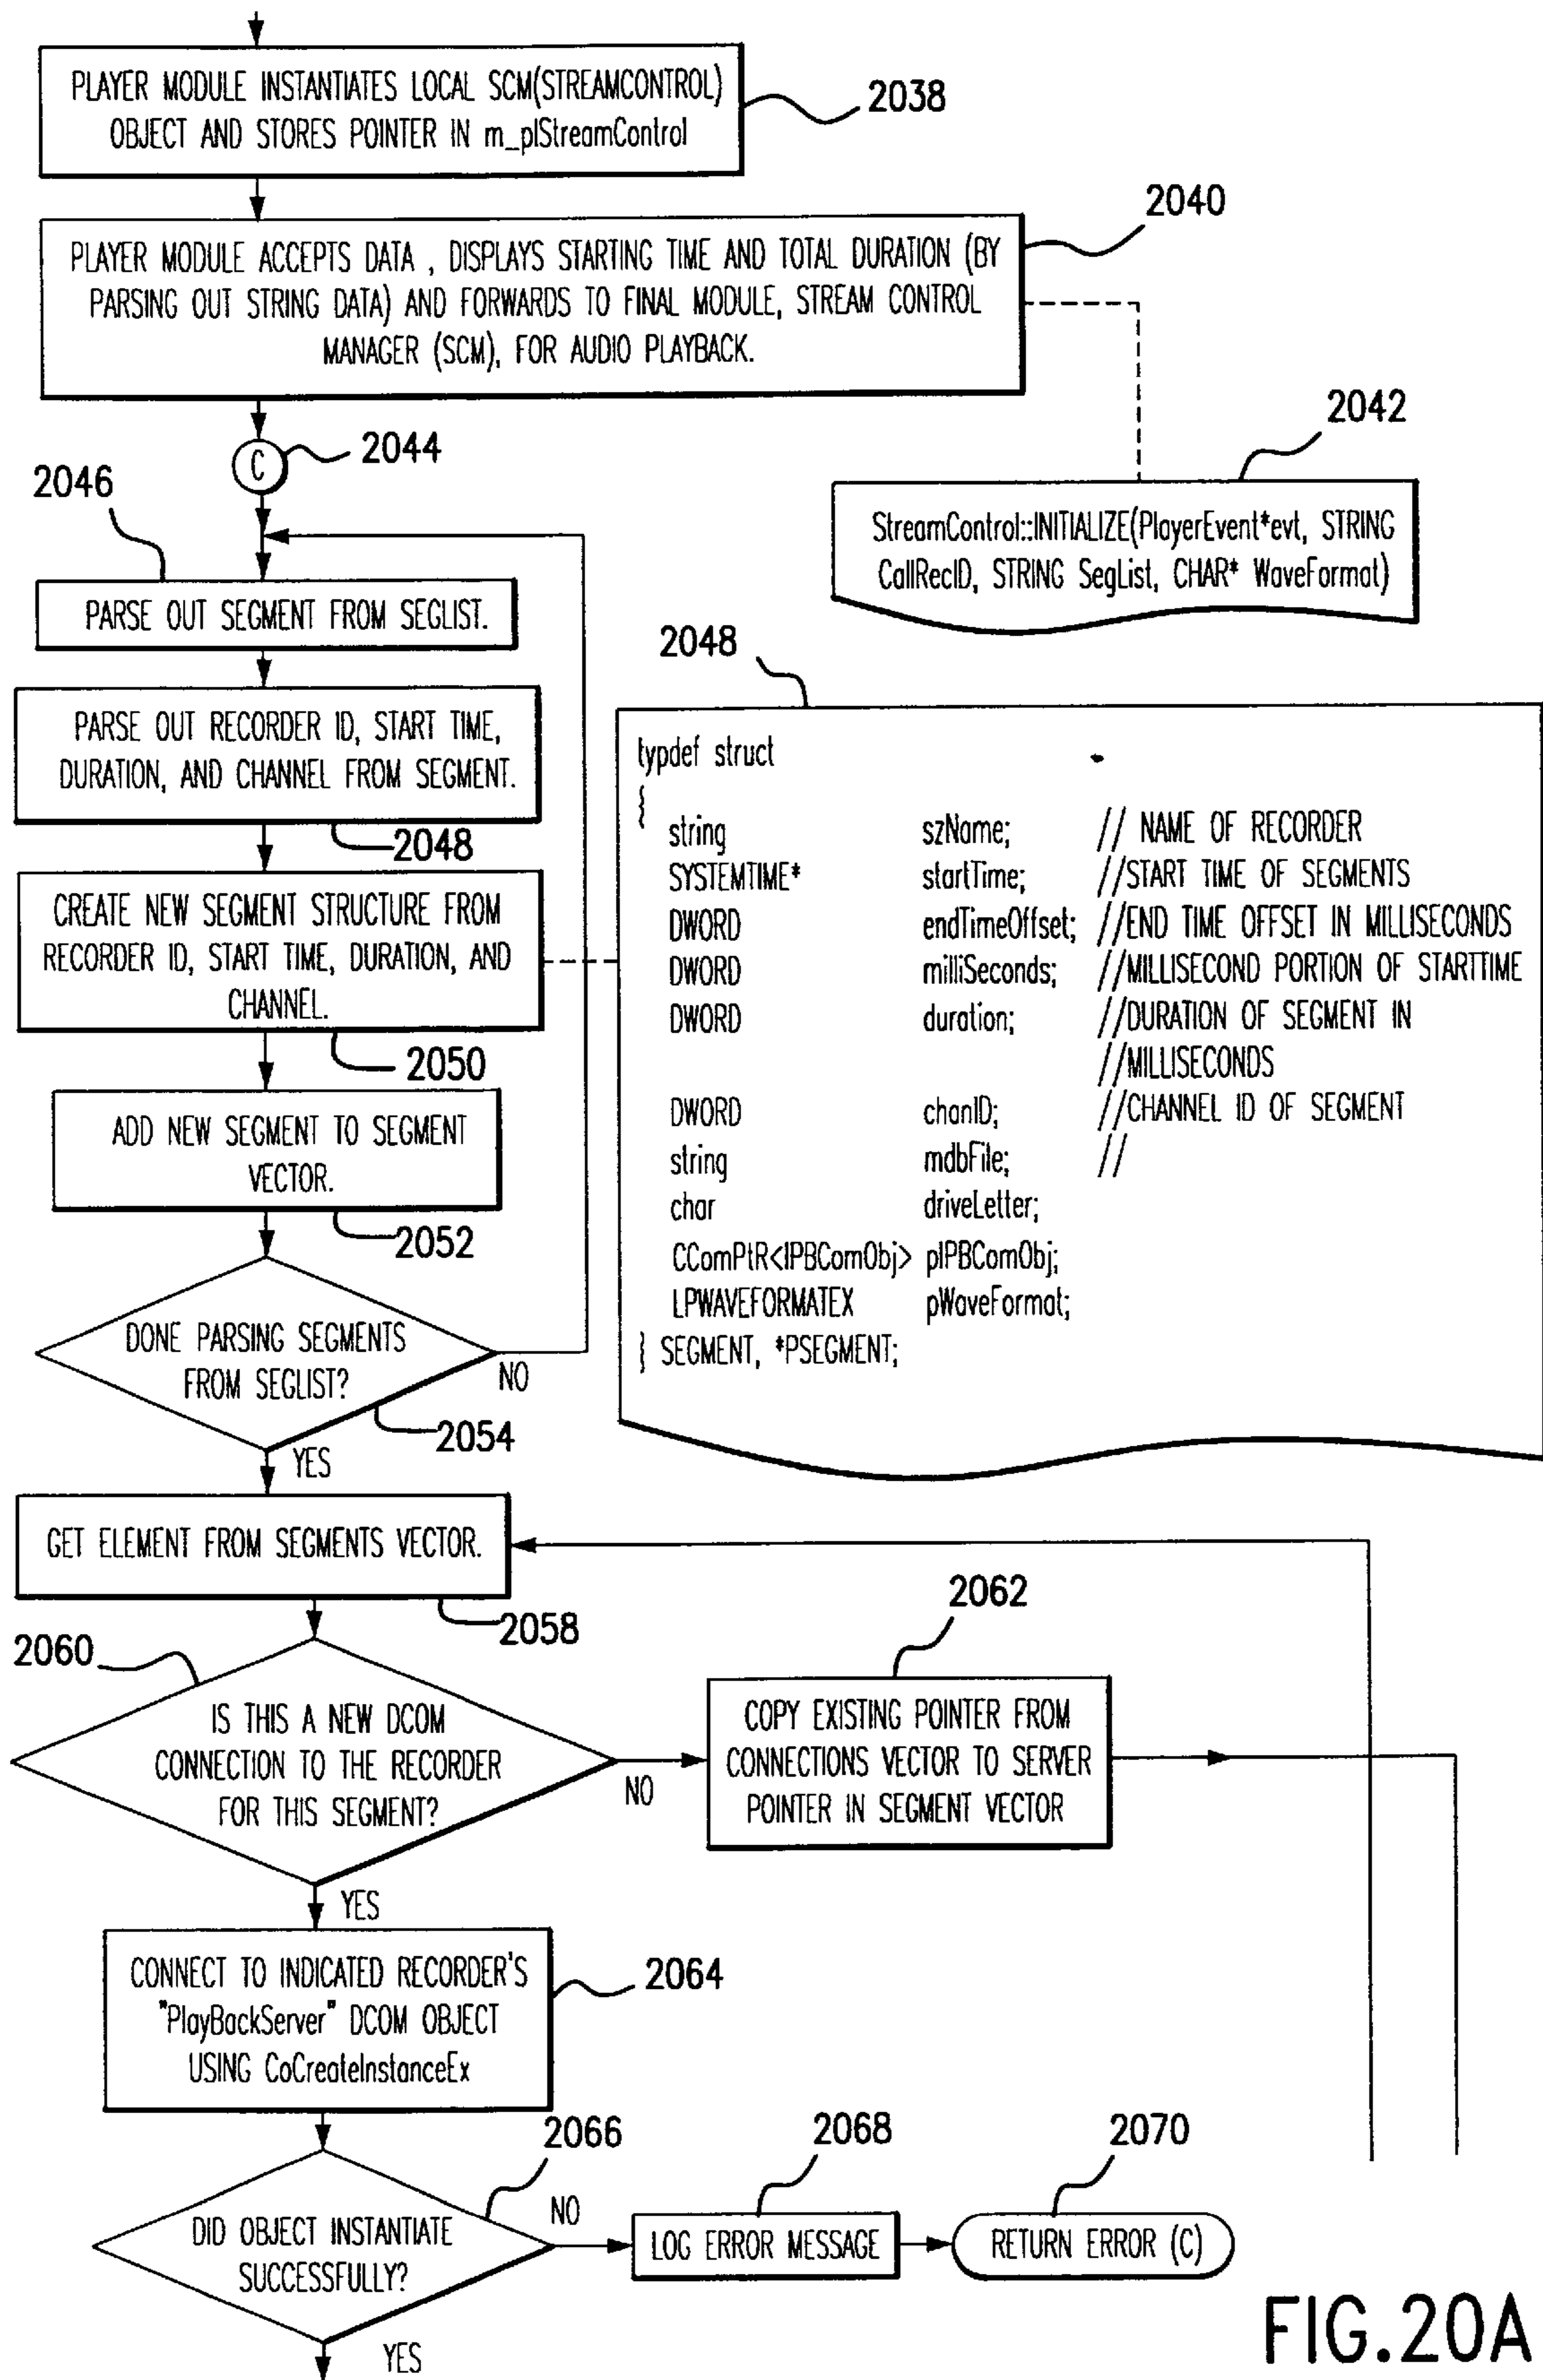 PLAYER MODULE INSTANTIATES LOCAL SCM(STREAMCONTROL)
OBJECT AND STORES POINTER IN m_plStreamControl
2038
2040
PLAYER MODULE ACCEPTS DATA , DISPLAYS STARTING TIME AND TOTAL DURATION (BY
PARSING OUT STRING DATA) AND FORWARDS TO FINAL MODULE, STREAM CONTROL
MANAGER (SCM), FOR AUDIO PLAYBACK.
2042
StreamControl::INITIALIZE(PlayerEvent*evt, STRING
CallRecID, STRING SegList, CHAR* WaveFormat)
C
2044
2046
PARSE OUT SEGMENT FROM SEGLIST.
PARSE OUT RECORDER ID, START TIME,
DURATION, AND CHANNEL FROM SEGMENT.
2048
CREATE NEW SEGMENT STRUCTURE FROM
RECORDER ID, START TIME, DURATION, AND
CHANNEL.
2050
2048
typdef struct
{
string szName; // NAME OF RECORDER
SYSTEMTIME* startTime; //START TIME OF SEGMENTS
DWORD endTimeOffset; //END TIME OFFSET IN MILLISECONDS
DWORD milliSeconds; //MILLISECOND PORTION OF STARTTIME
DWORD duration; //DURATION OF SEGMENT IN
//MILLISECONDS
DWORD chanID; //CHANNEL ID OF SEGMENT
string mdbFile; //
char driveLetter;
CComPtR<IPBComObj> pIPBComObj;
LPWAVEFORMATEX pWaveFormat;
} SEGMENT, *PSEGMENT;
ADD NEW SEGMENT TO SEGMENT
VECTOR.
2052
DONE PARSING SEGMENTS
FROM SEGLIST?
NO
2054
YES
GET ELEMENT FROM SEGMENTS VECTOR.
2058
2060
IS THIS A NEW DCOM
CONNECTION TO THE RECORDER
FOR THIS SEGMENT?
NO
2062
COPY EXISTING POINTER FROM
CONNECTIONS VECTOR TO SERVER
POINTER IN SEGMENT VECTOR
YES
CONNECT TO INDICATED RECORDER'S
"PlayBackServer" DCOM OBJECT
USING CoCreateInstanceEx
2064
2066
DID OBJECT INSTANTIATE
SUCCESSFULLY?
NO
2068
LOG ERROR MESSAGE
2070
RETURN ERROR (C)
YES
FIG.20A